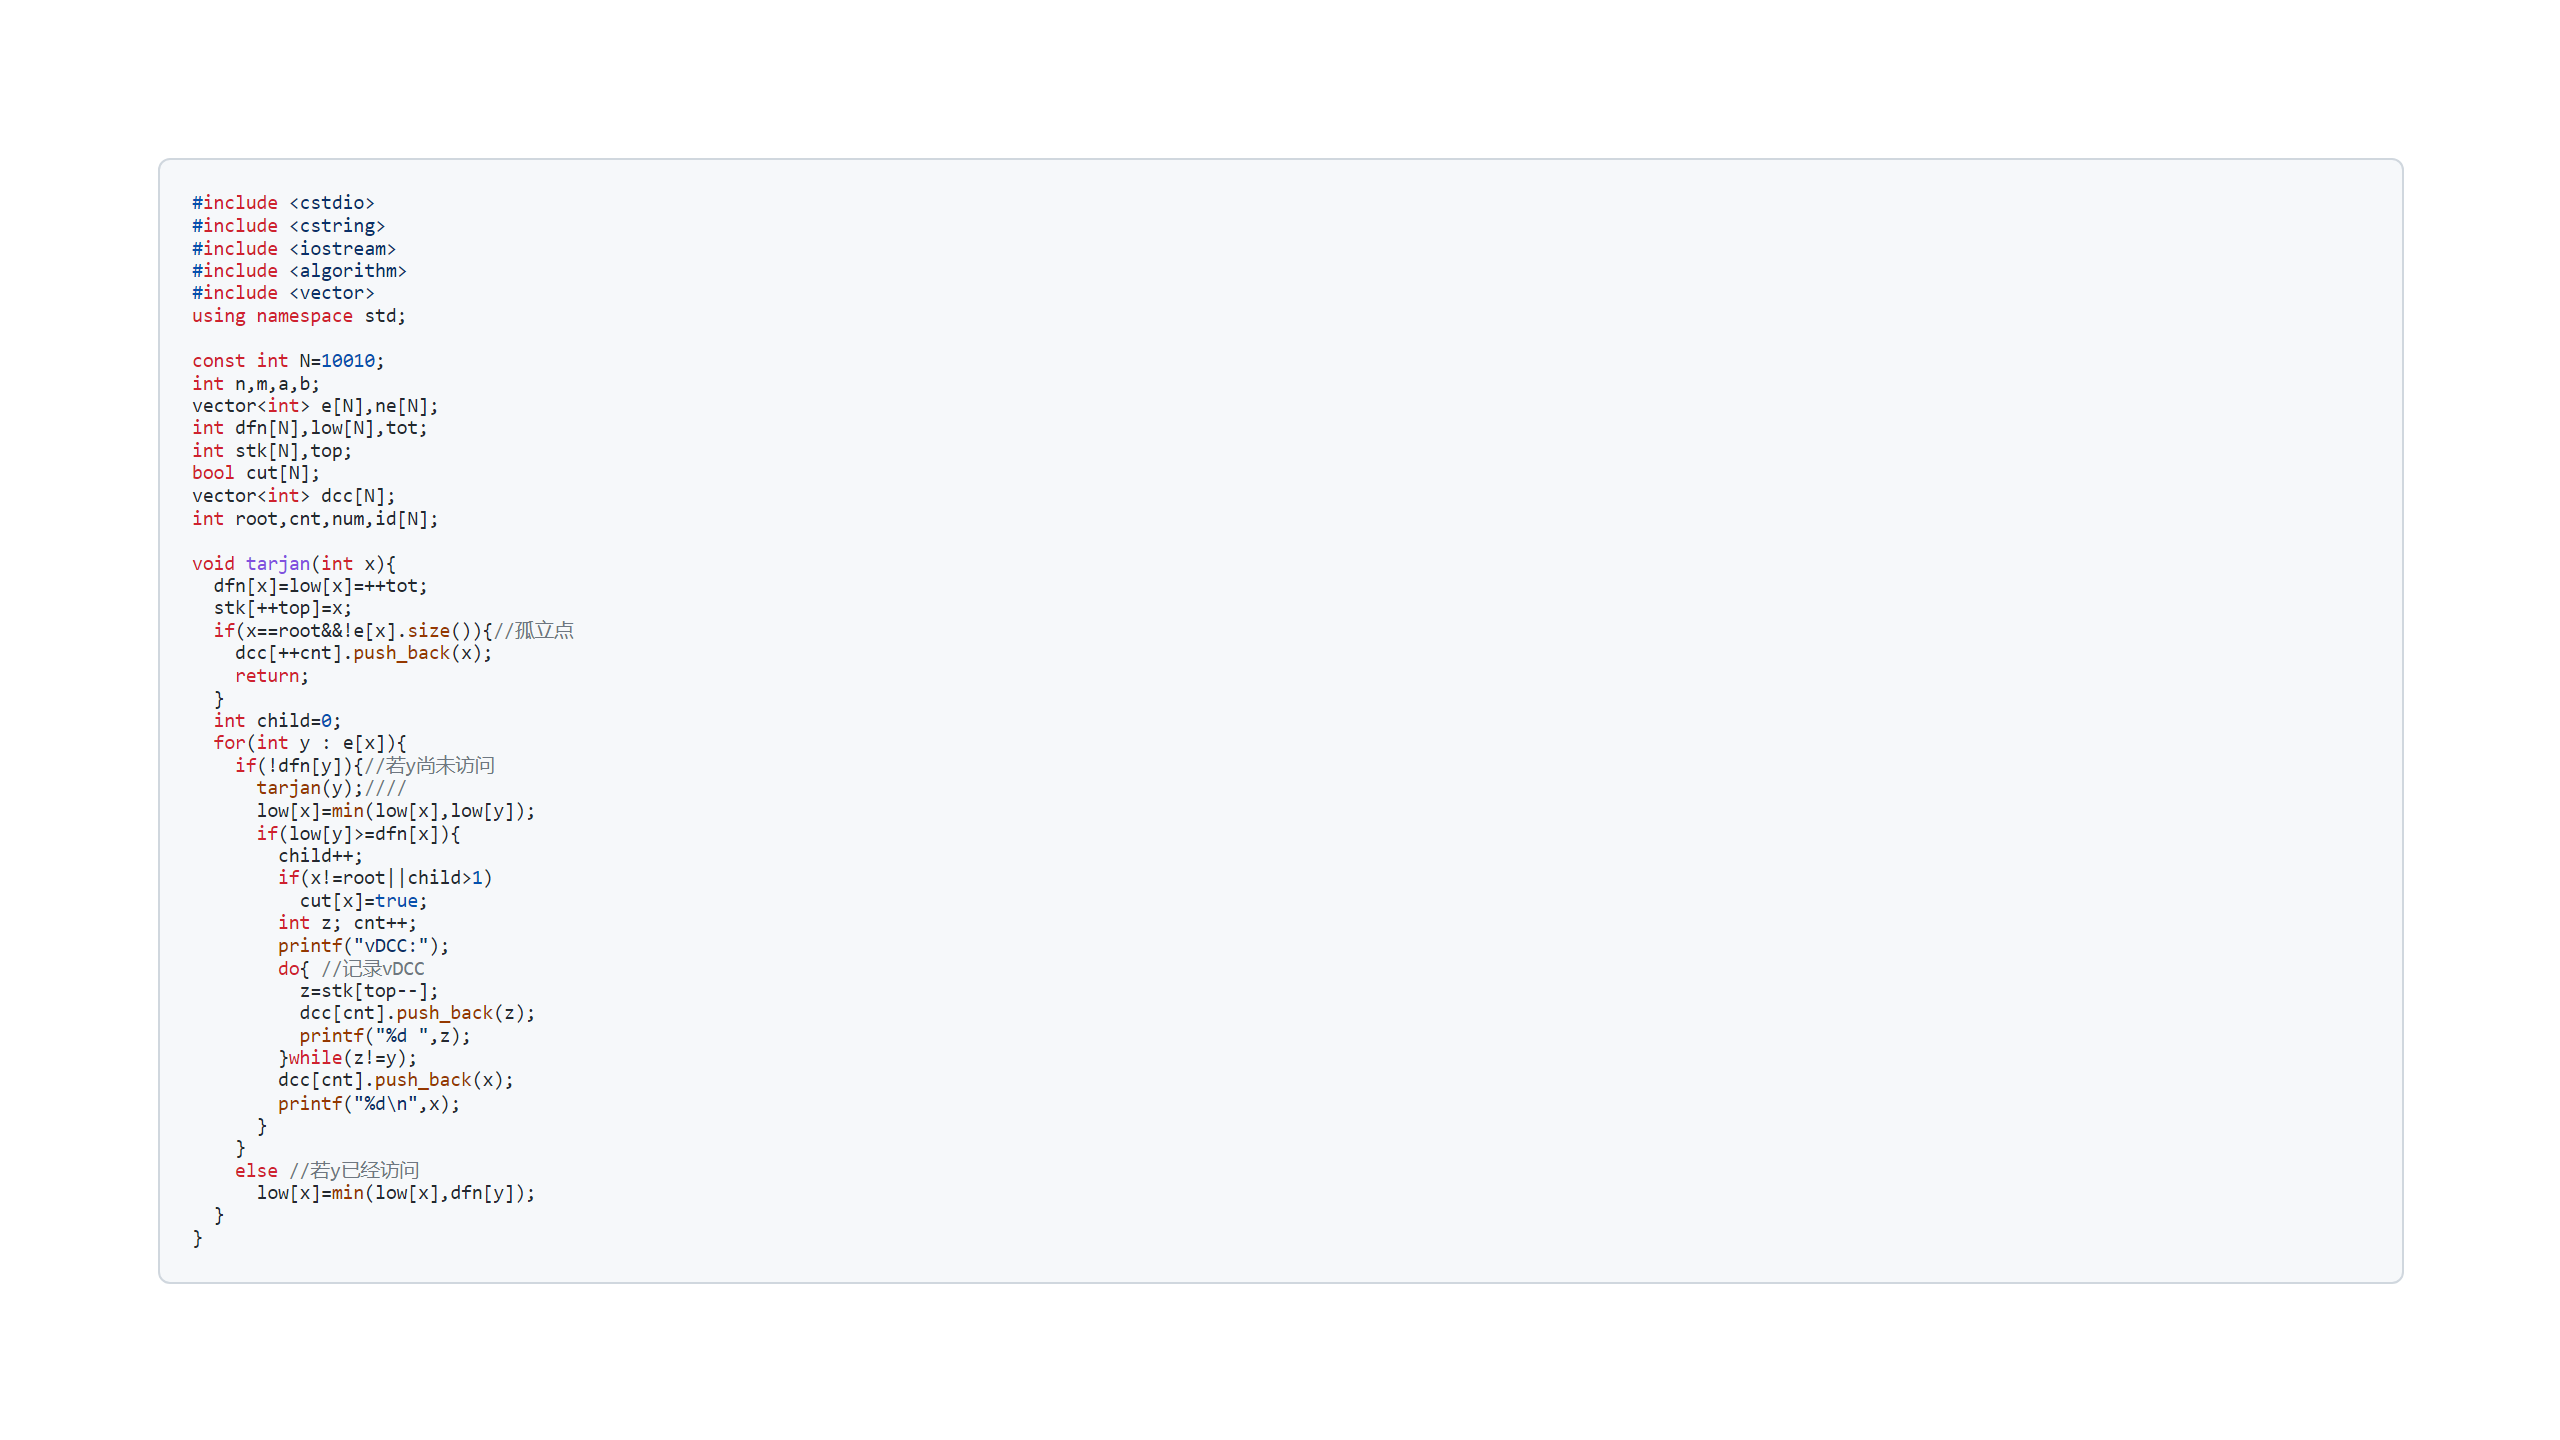 #include <cstdio>
#include <cstring>
#include <iostream>
#include <algorithm>
#include <vector>
using namespace std;

const int N=10010;
int n,m,a,b;
vector<int> e[N],ne[N];
int dfn[N],low[N],tot;
int stk[N],top;
bool cut[N];
vector<int> dcc[N];
int root,cnt,num,id[N];

void tarjan(int x){
  dfn[x]=low[x]=++tot;
  stk[++top]=x;
  if(x==root&&!e[x].size()){//孤立点
    dcc[++cnt].push_back(x);
    return;
  }
  int child=0;
  for(int y : e[x]){
    if(!dfn[y]){//若y尚未访问
      tarjan(y);////
      low[x]=min(low[x],low[y]);
      if(low[y]>=dfn[x]){
        child++;
        if(x!=root||child>1)
          cut[x]=true;
        int z; cnt++;
        printf("vDCC:");
        do{ //记录vDCC
          z=stk[top--];
          dcc[cnt].push_back(z);
          printf("%d ",z);
        }while(z!=y);
        dcc[cnt].push_back(x);
        printf("%d\n",x);
      }
    }
    else //若y已经访问
      low[x]=min(low[x],dfn[y]);
  }
}